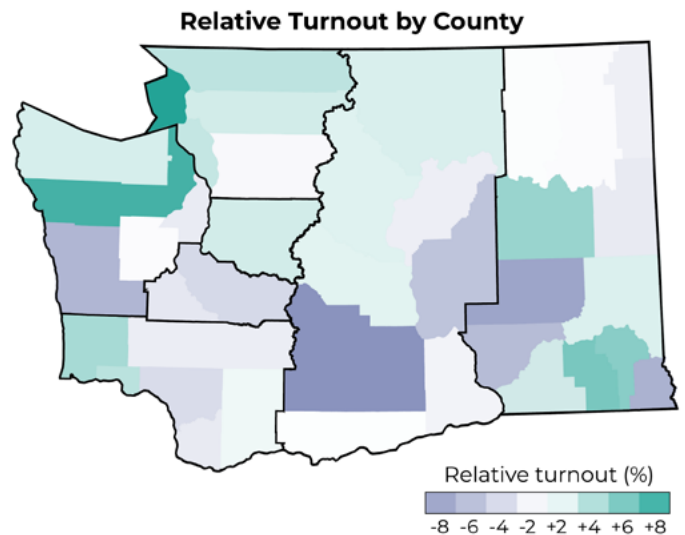 Relative Turnout by County
Relative turnout (%)
-8 -6 -4 -2 +2 +4 +6 +8